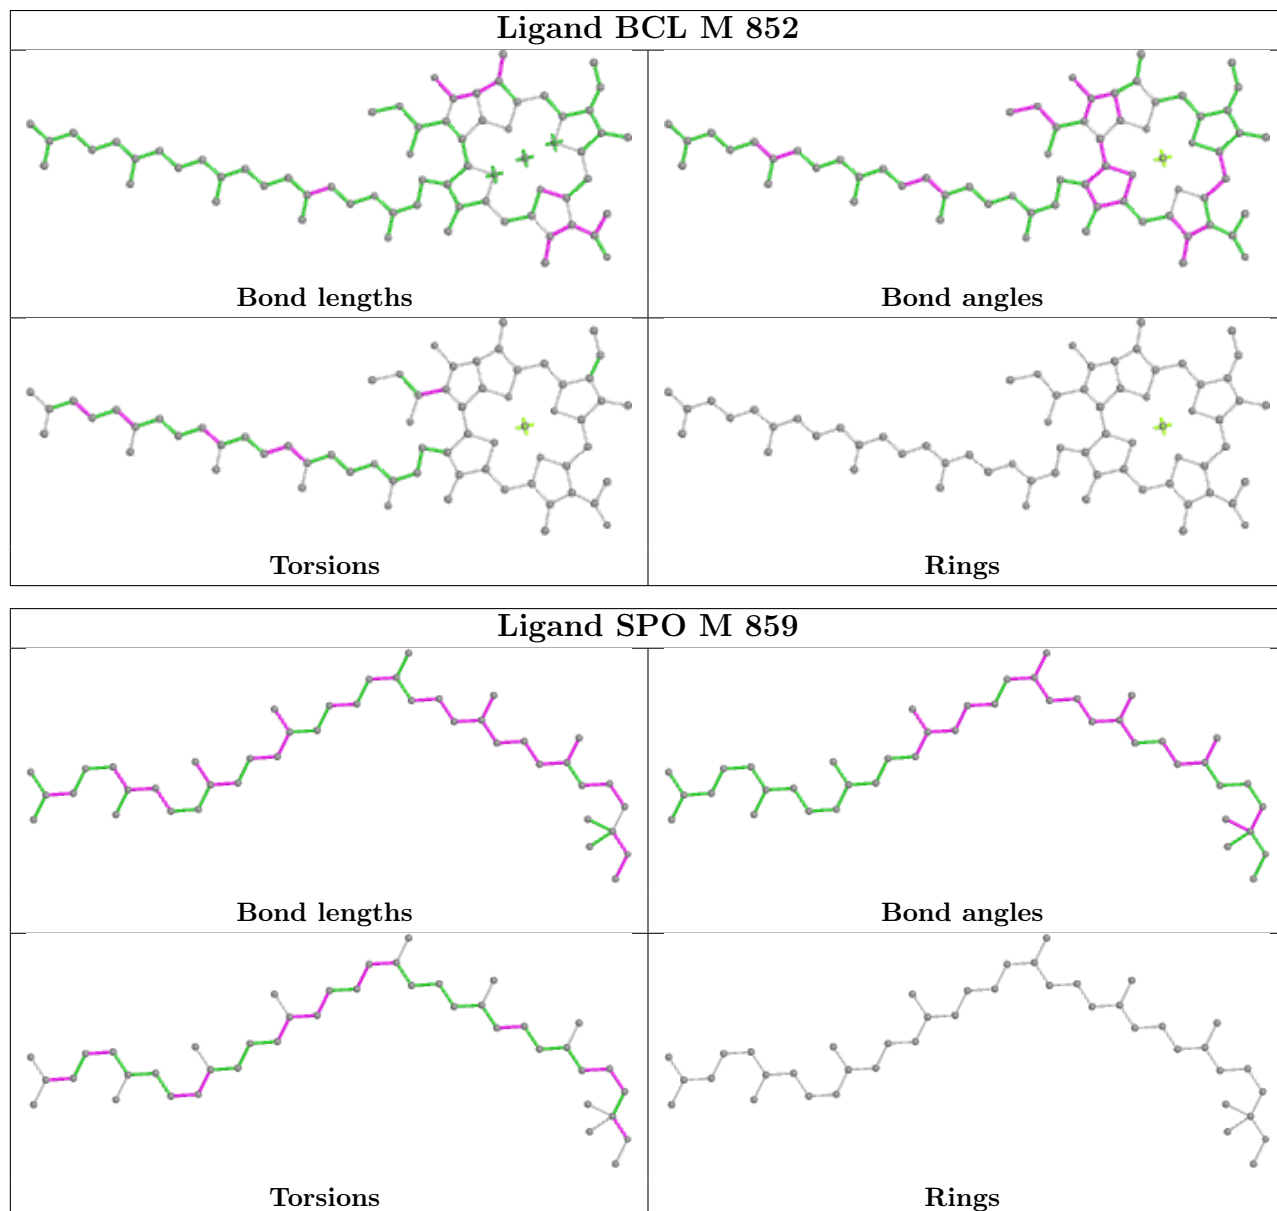 Ligand BCL M 852
Bond lengths
Bond angles
Torsions
Rings
Ligand SPO M 859
Bond lengths
Bond angles
Torsions
Rings